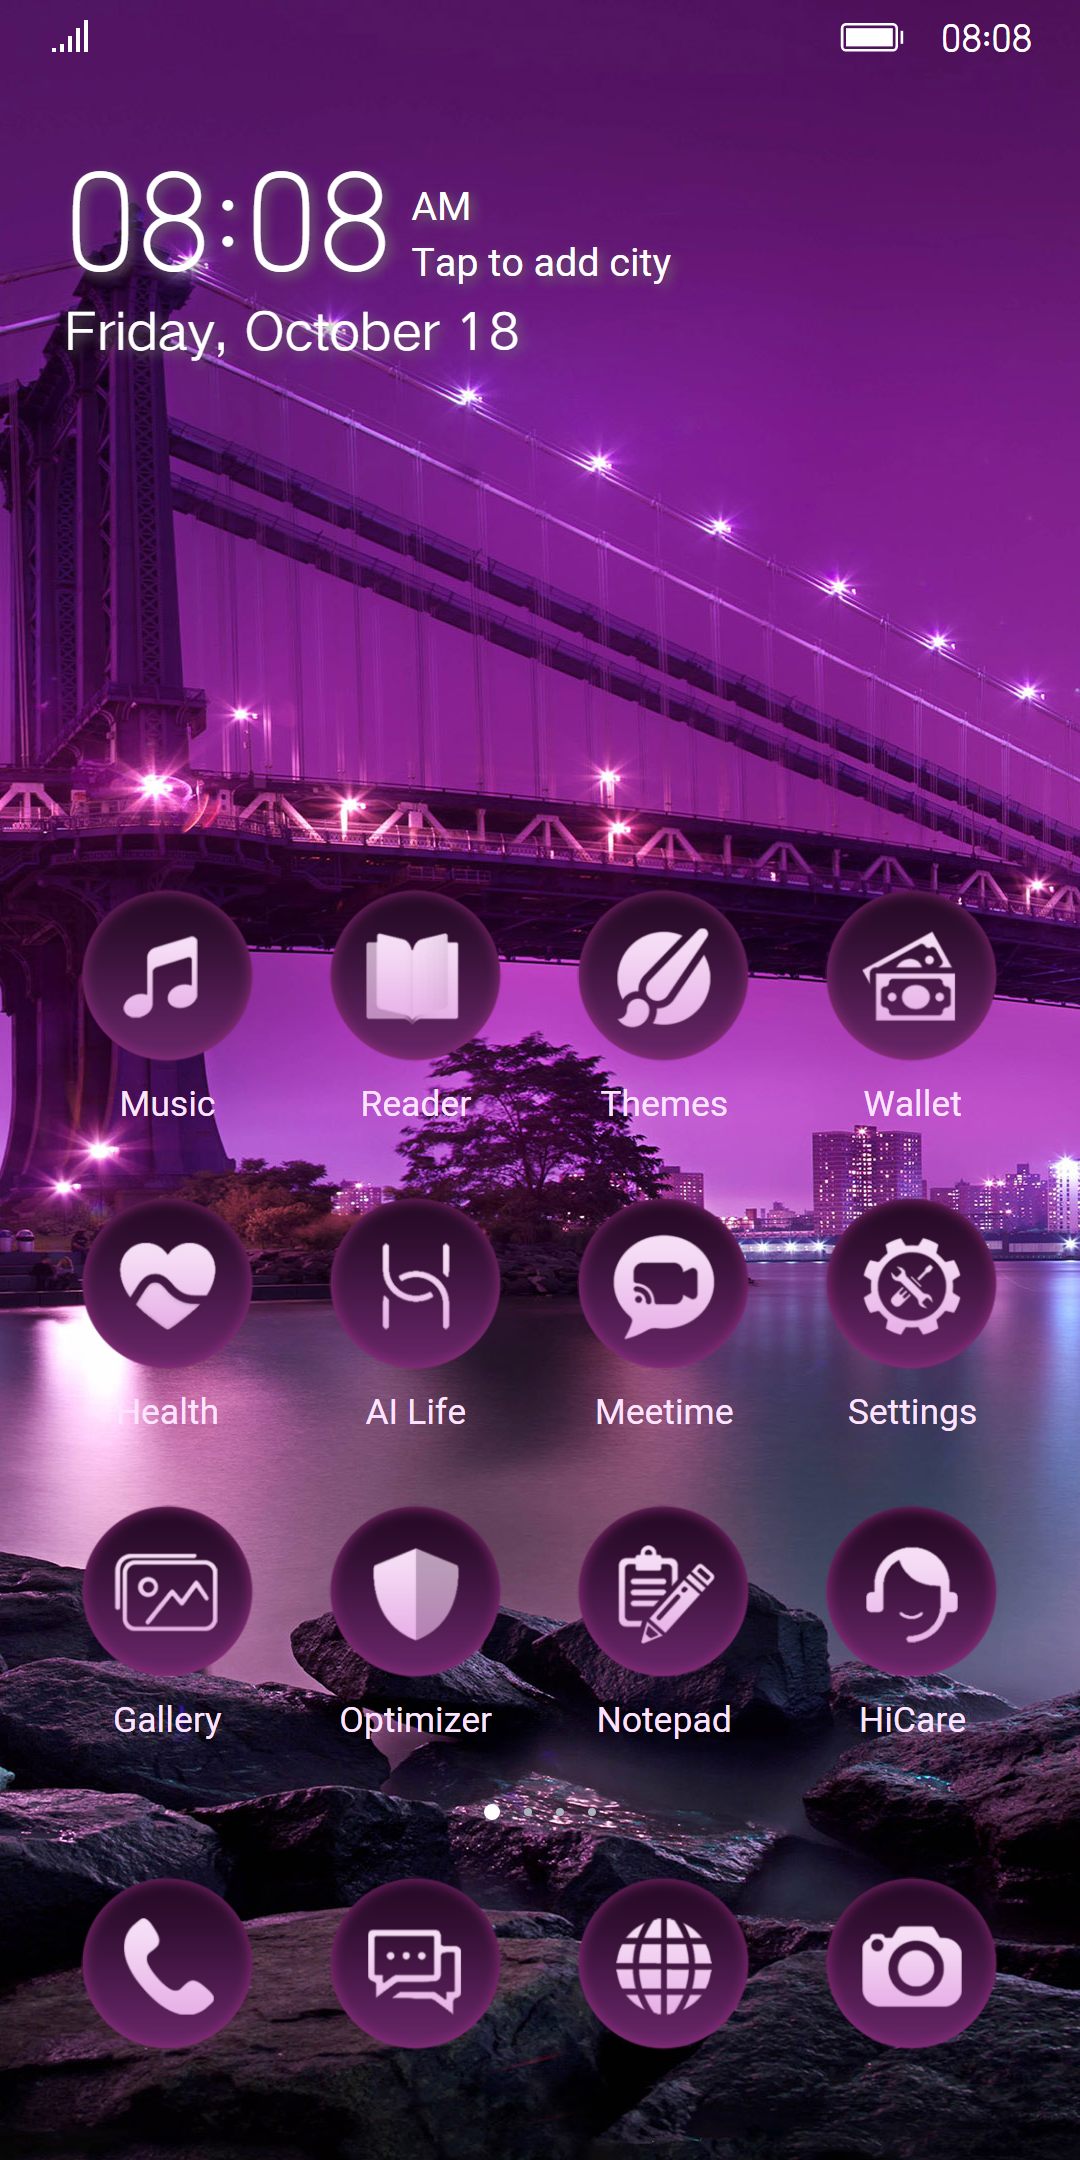 08:08
08:08 AM
Tap to add city
Friday, October 18
Music Reader Themes Wallet
Health AI Life Meetime Settings
Gallery Optimizer Notepad HiCare